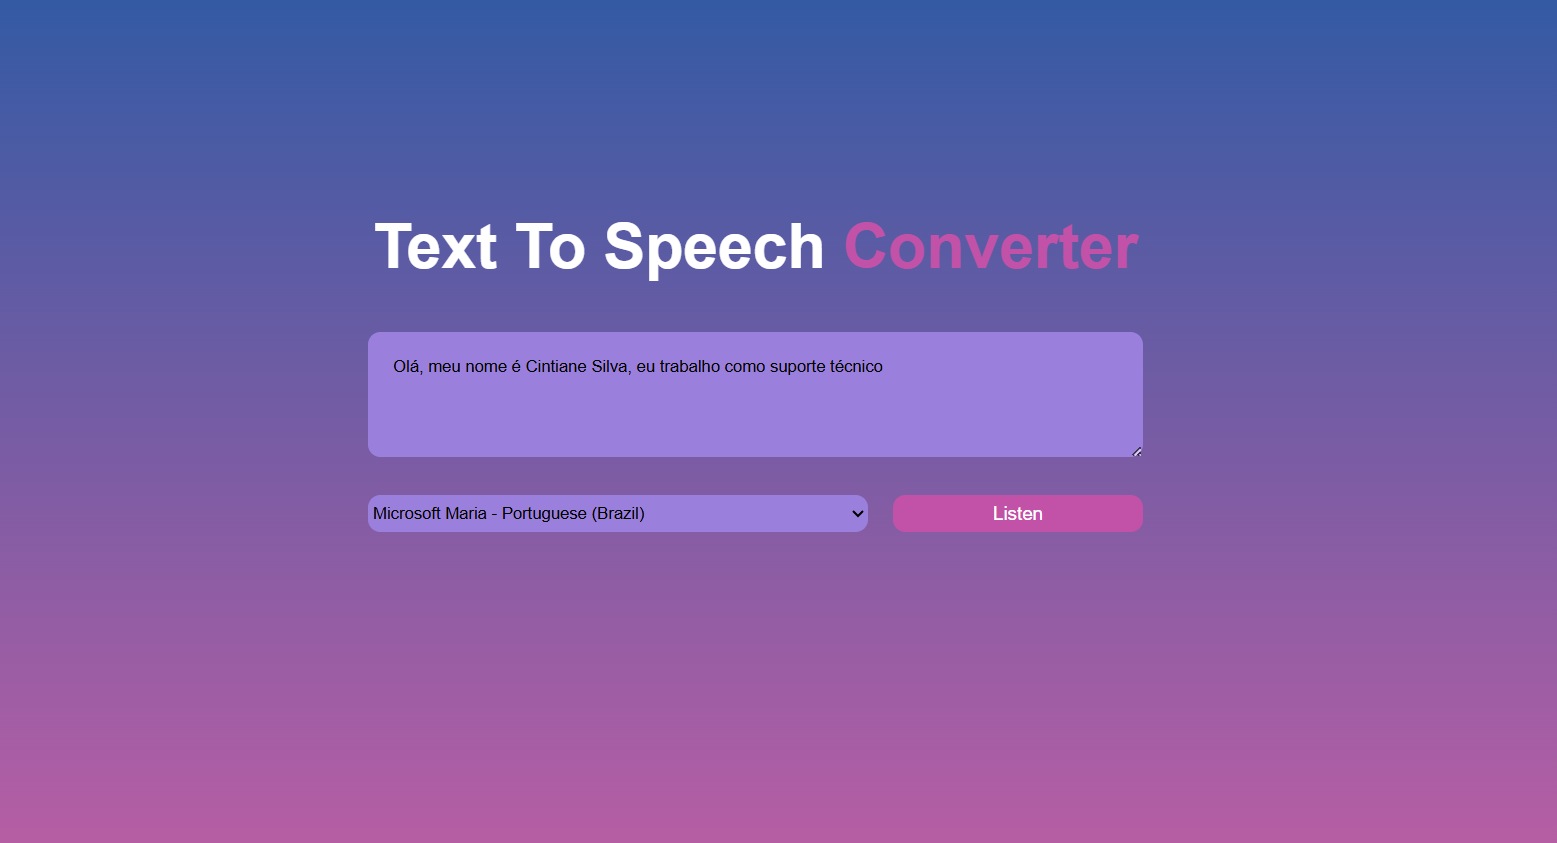 Text To Speech Converter
Olá, meu nome é Cintiane Silva, eu trabalho como suporte técnico
Microsoft Maria - Portuguese (Brazil)
Listen